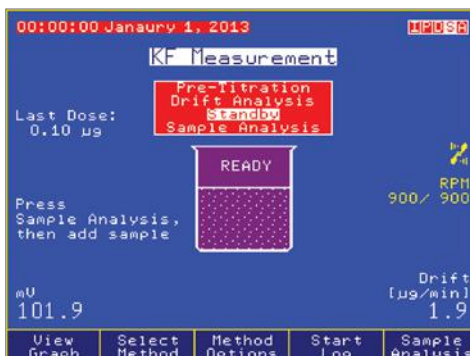 00:00:00 Janaury 1, 2013
IPUSA
KF Measurement
Pre-Titration
Drift Analysis
Standby
Sample Analysis
Last Dose:
0.10 µg
READY
RPM
900/ 900
Press
Sample Analysis,
then add sample
mV
101.9
Drift
[µg/min]
1.9
View
Graph
Select
Method
Method
Options
Start
Log
Sample
Analysis